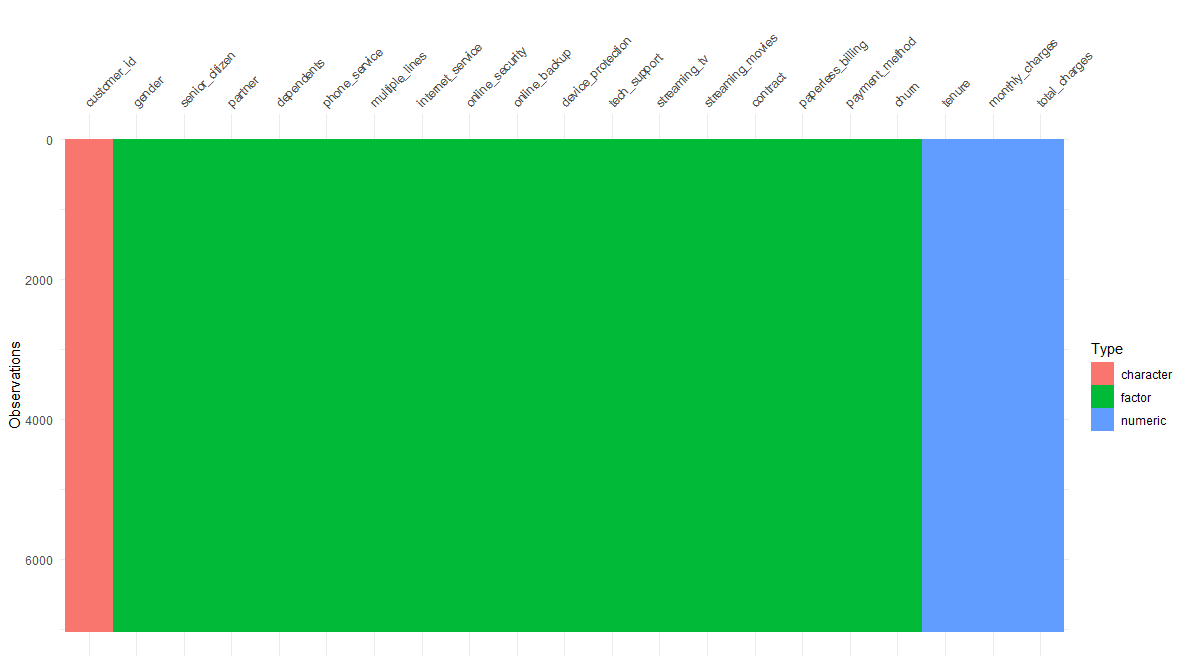 customer_id
gender
senior_citizen
partner
dependents
phone_service
multiple_lines
internet_service
online_security
online_backup
device_protection
tech_support
streaming_tv
streaming_movies
contract
paperless_billing
payment_method
churn
tenure
monthly_charges
total_charges
0
2000
4000
6000
Observations
Type
character
factor
numeric